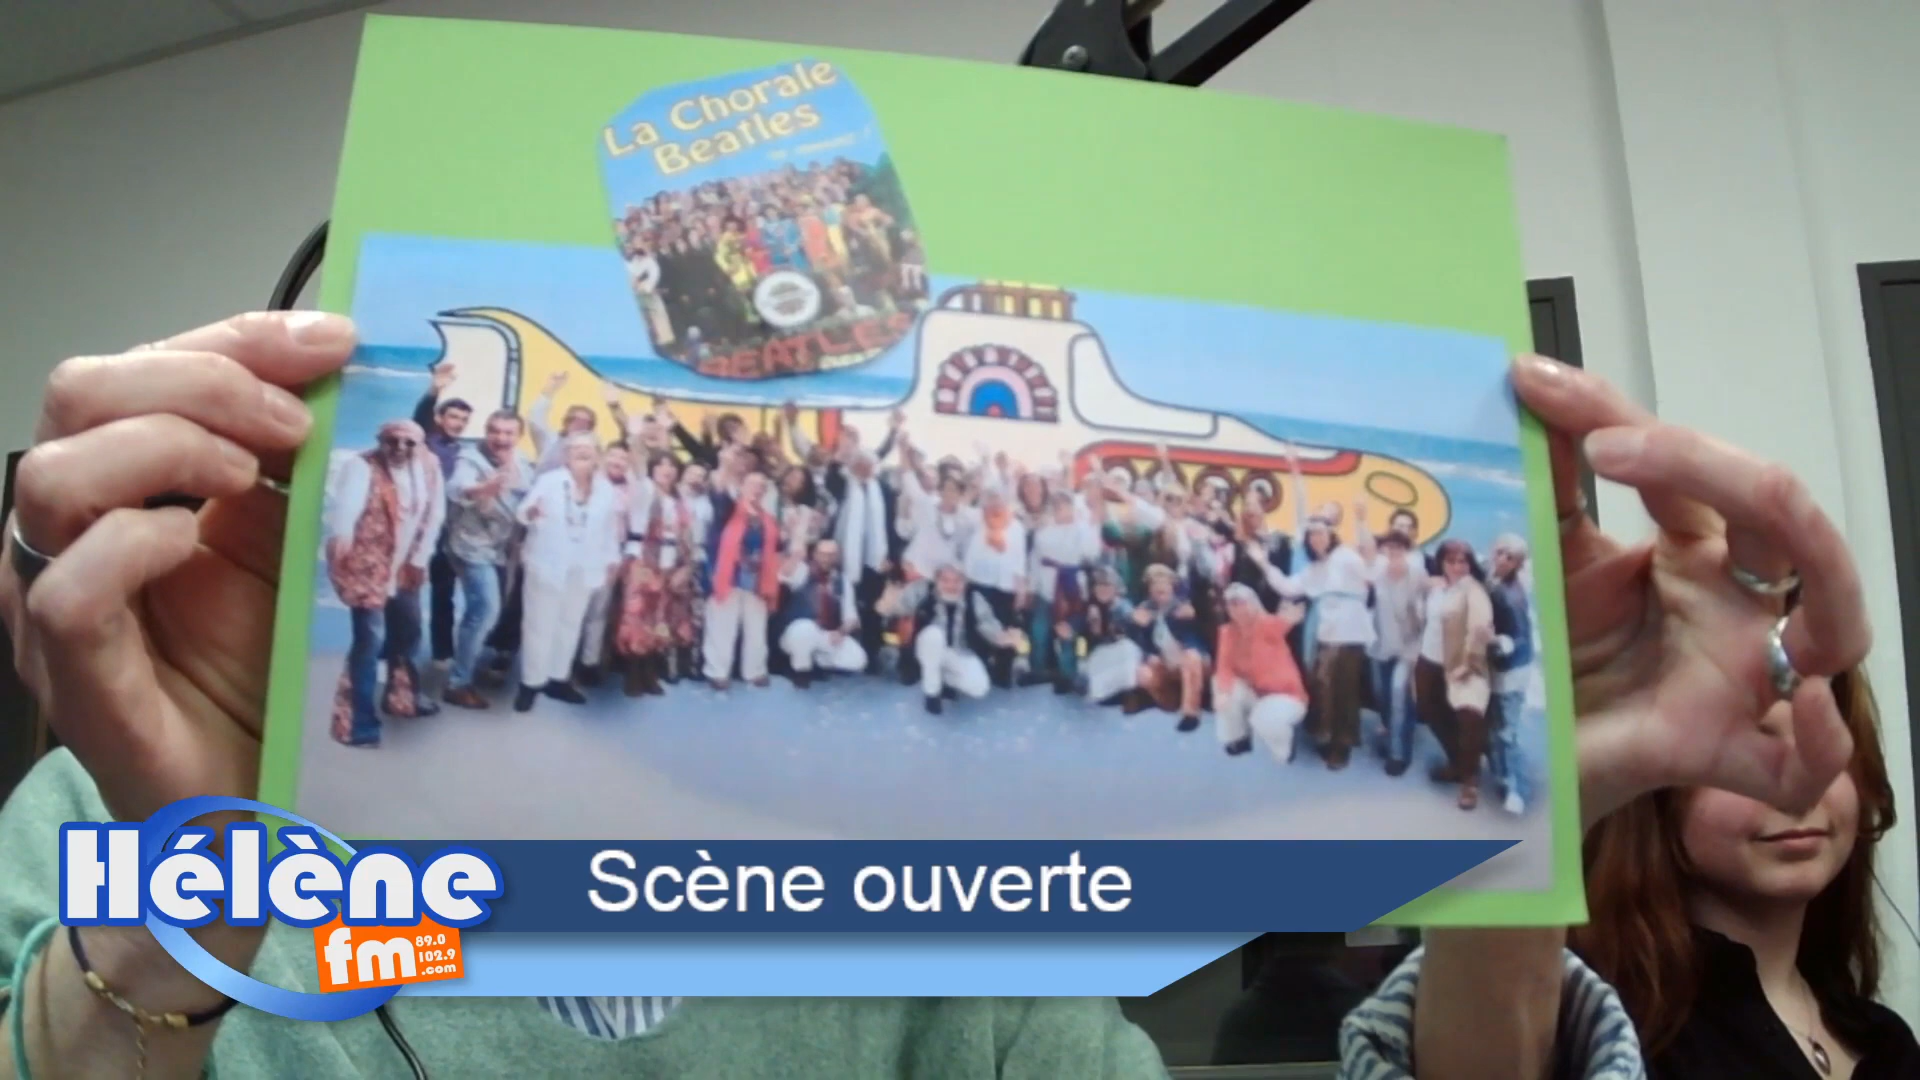 La Chorale
Beatles
BEATLES
Hélène
fm
89.0
102.9
.com
Scène ouverte